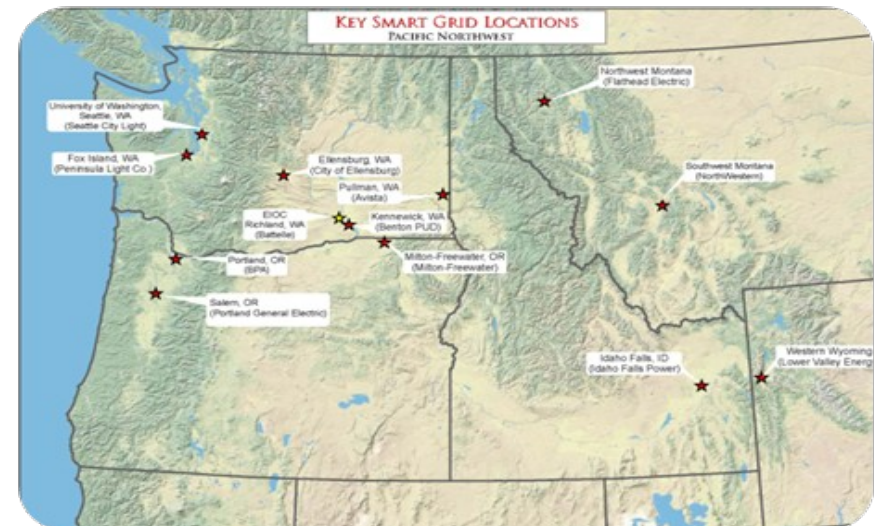 KEY SMART GRID LOCATIONS
PACIFIC NORTHWEST
Northwest Montana
(Flathead Electric)
University of Washington,
Seattle, WA
(Seattle City Light)
Fox Island, WA
(Peninsula Light Co.)
Ellensburg, WA
(City of Ellensburg)
Southwest Montana
(NorthWestern)
Pullman, WA
(Avista)
EIOC
Richland, WA
(Battelle)
Kennewick, WA
(Benton PUD)
Portland, OR
(BPA)
Milton-Freewater, OR
(Milton-Freewater)
Salem, OR
(Portland General Electric)
Idaho Falls, ID
(Idaho Falls Power)
Western Wyoming
(Lower Valley Energ